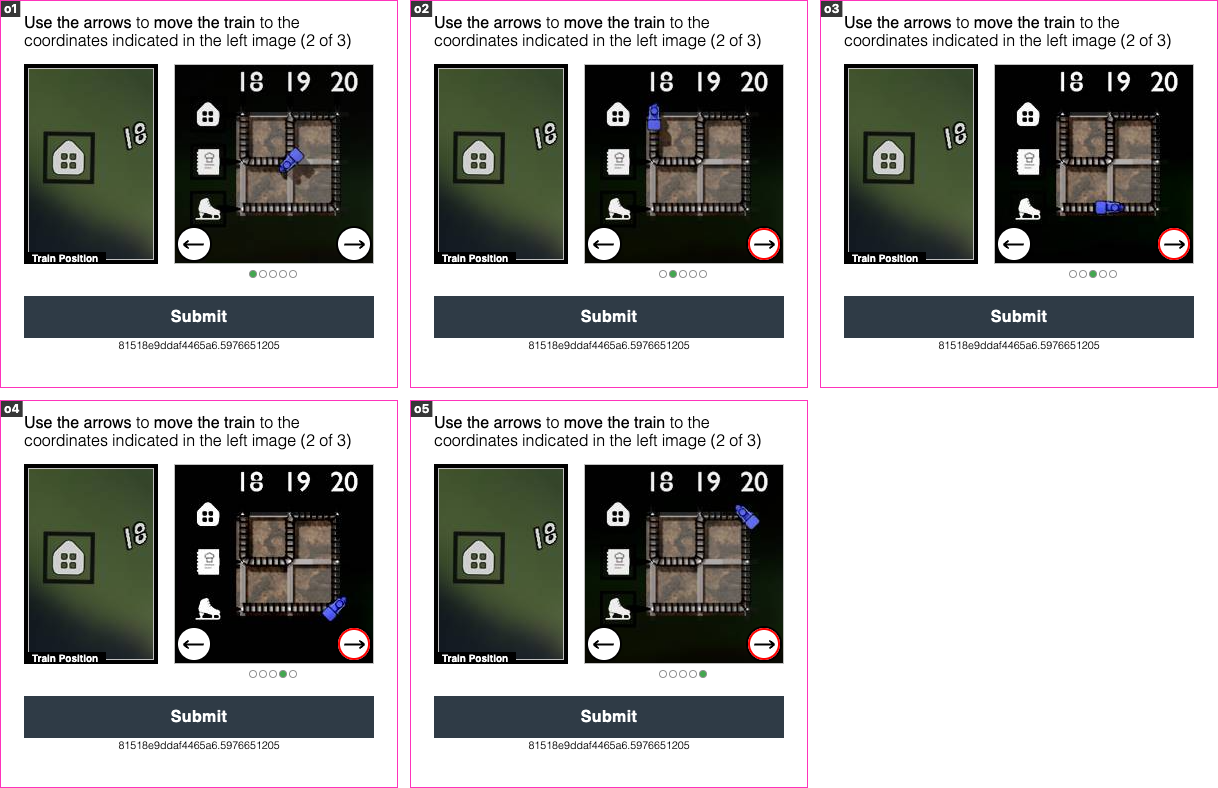 o1
Use the arrows to move the train to the
coordinates indicated in the left image (2 of 3)
18
Train Position
18 19 20
Submit
81518e9ddaf4465a6.5976651205
o2
Use the arrows to move the train to the
coordinates indicated in the left image (2 of 3)
18
Train Position
18 19 20
Submit
81518e9ddaf4465a6.5976651205
o3
Use the arrows to move the train to the
coordinates indicated in the left image (2 of 3)
18
Train Position
18 19 20
Submit
81518e9ddaf4465a6.5976651205
o4
Use the arrows to move the train to the
coordinates indicated in the left image (2 of 3)
18
Train Position
18 19 20
Submit
81518e9ddaf4465a6.5976651205
o5
Use the arrows to move the train to the
coordinates indicated in the left image (2 of 3)
18
Train Position
18 19 20
Submit
81518e9ddaf4465a6.5976651205